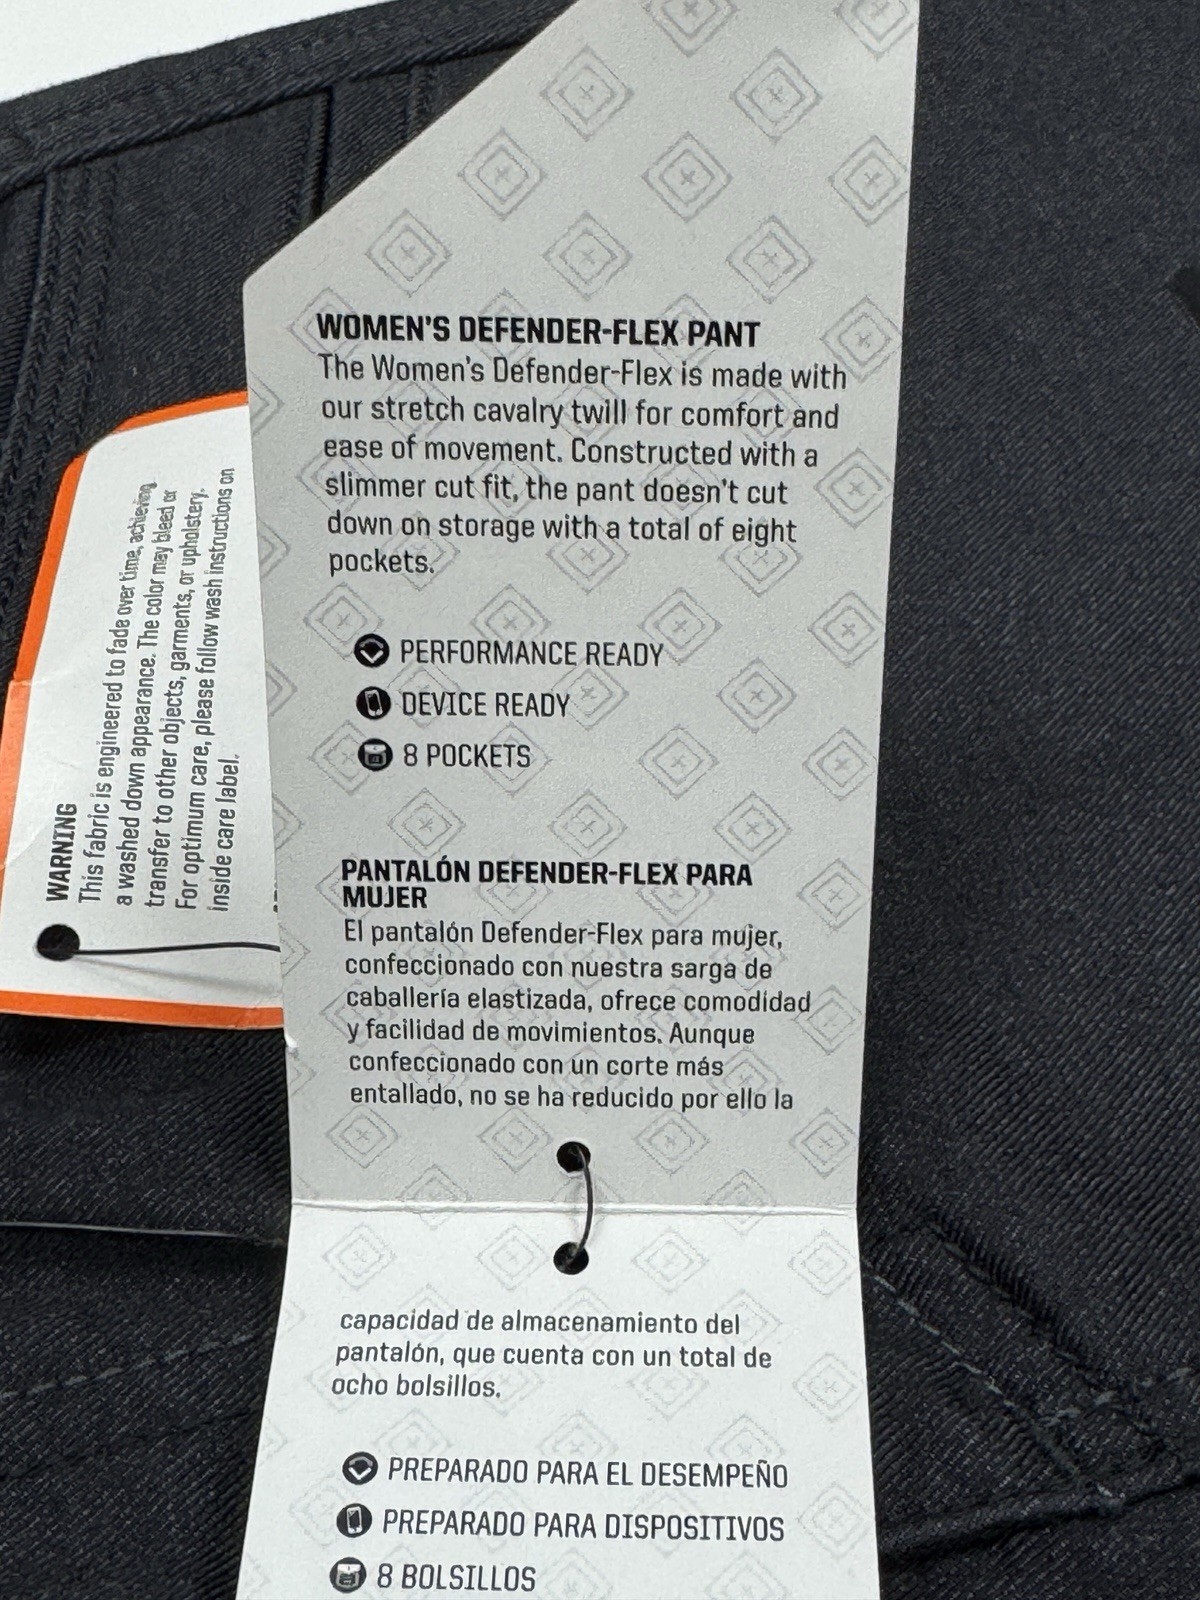 WOMEN'S DEFENDER-FLEX PANT
The Women's Defender-Flex is made with
our stretch cavalry twill for comfort and
ease of movement. Constructed with a
slimmer cut fit, the pant doesn't cut
down on storage with a total of eight
pockets.
PERFORMANCE READY
DEVICE READY
8 POCKETS
PANTALÓN DEFENDER-FLEX PARA
MUJER
El pantalón Defender-Flex para mujer,
confeccionado con nuestra sarga de
caballería elastizada, ofrece comodidad
y facilidad de movimientos. Aunque
confeccionado con un corte más
entallado, no se ha reducido por ello la
capacidad de almacenamiento del
pantalón, que cuenta con un total de
ocho bolsillos.
PREPARADO PARA EL DESEMPEÑO
PREPARADO PARA DISPOSITIVOS
8 BOLSILLOS
WARNING
This fabric is engineered to fade over time, achieving
a washed down appearance. The color may bleed or
transfer to other objects, garments, or upholstery.
For optimum care, please follow wash instructions on
inside care label.